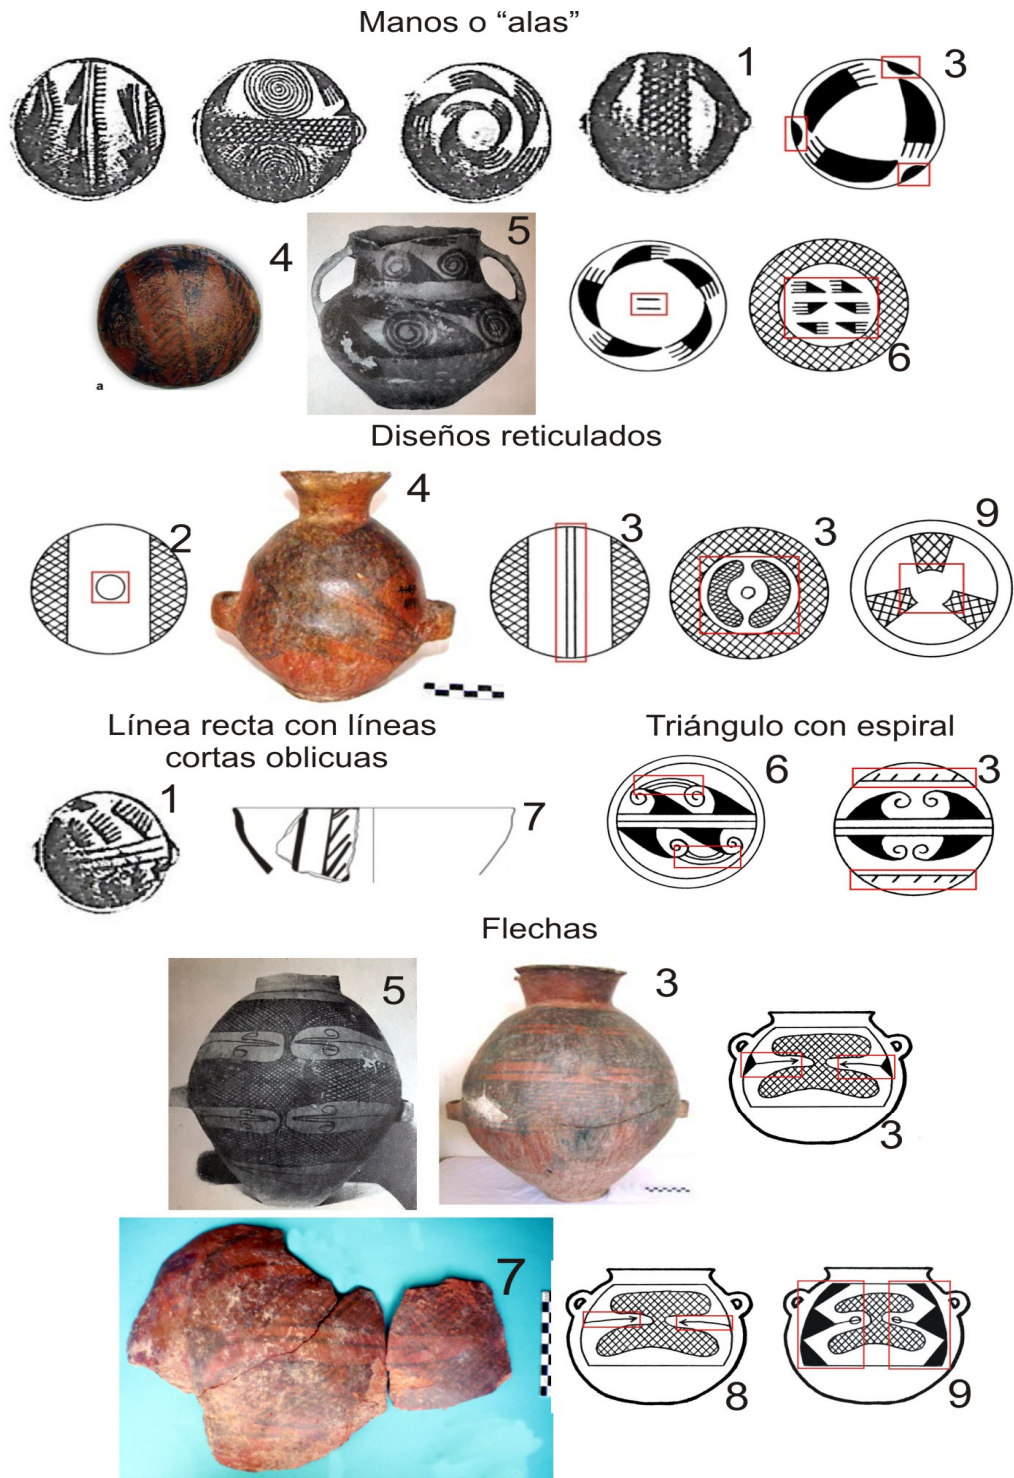 Manos o “alas”
1
3
4
5
a
6
Diseños reticulados
2
4
3
3
9
Línea recta con líneas
cortas oblicuas
Triángulo con espiral
1
7
6
3
Flechas
5
3
3
7
8
9